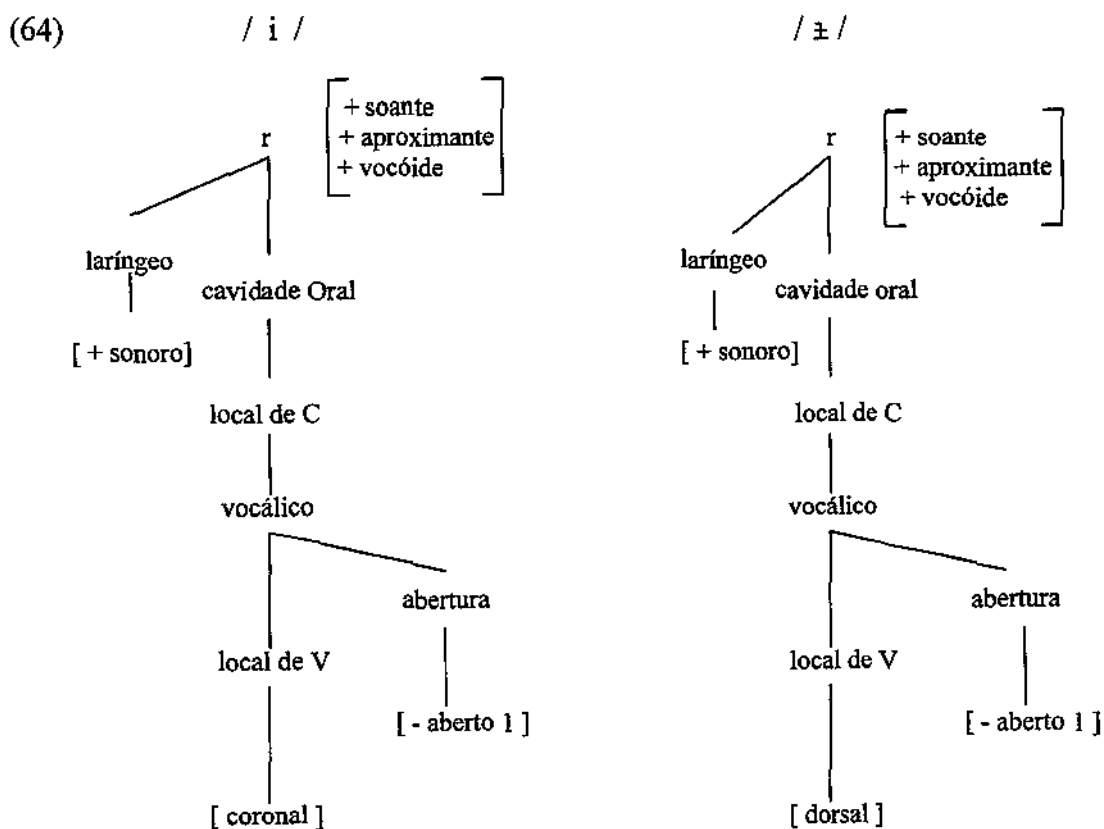 (64)
/ i /
r
+ soante
+ aproximante
+ vocóide
laríngeo
cavidade Oral
[ + sonoro]
local de C
vocálico
abertura
local de V
[ - aberto 1 ]
[ coronal ]
/ ɨ /
r
+ soante
+ aproximante
+ vocóide
laríngeo
cavidade oral
[ + sonoro]
local de C
vocálico
abertura
local de V
[ - aberto 1 ]
[ dorsal ]